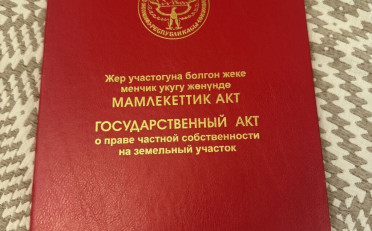 Жер участогуна болгон жеке
менчик укугу жөнүндө
МАМЛЕКЕТТИК АКТ
ГОСУДАРСТВЕННЫЙ АКТ
о праве частной собственности
на земельный участок